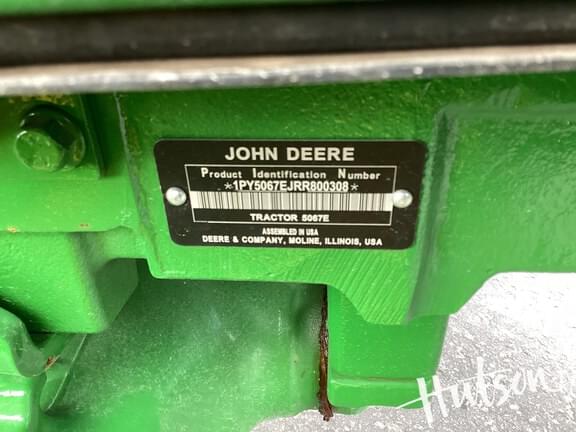 JOHN DEERE
Product Identification Number
*1PY5067EJRR800308*
TRACTOR 5067E
ASSEMBLED IN USA
DEERE & COMPANY, MOLINE, ILLINOIS, USA
Hutson